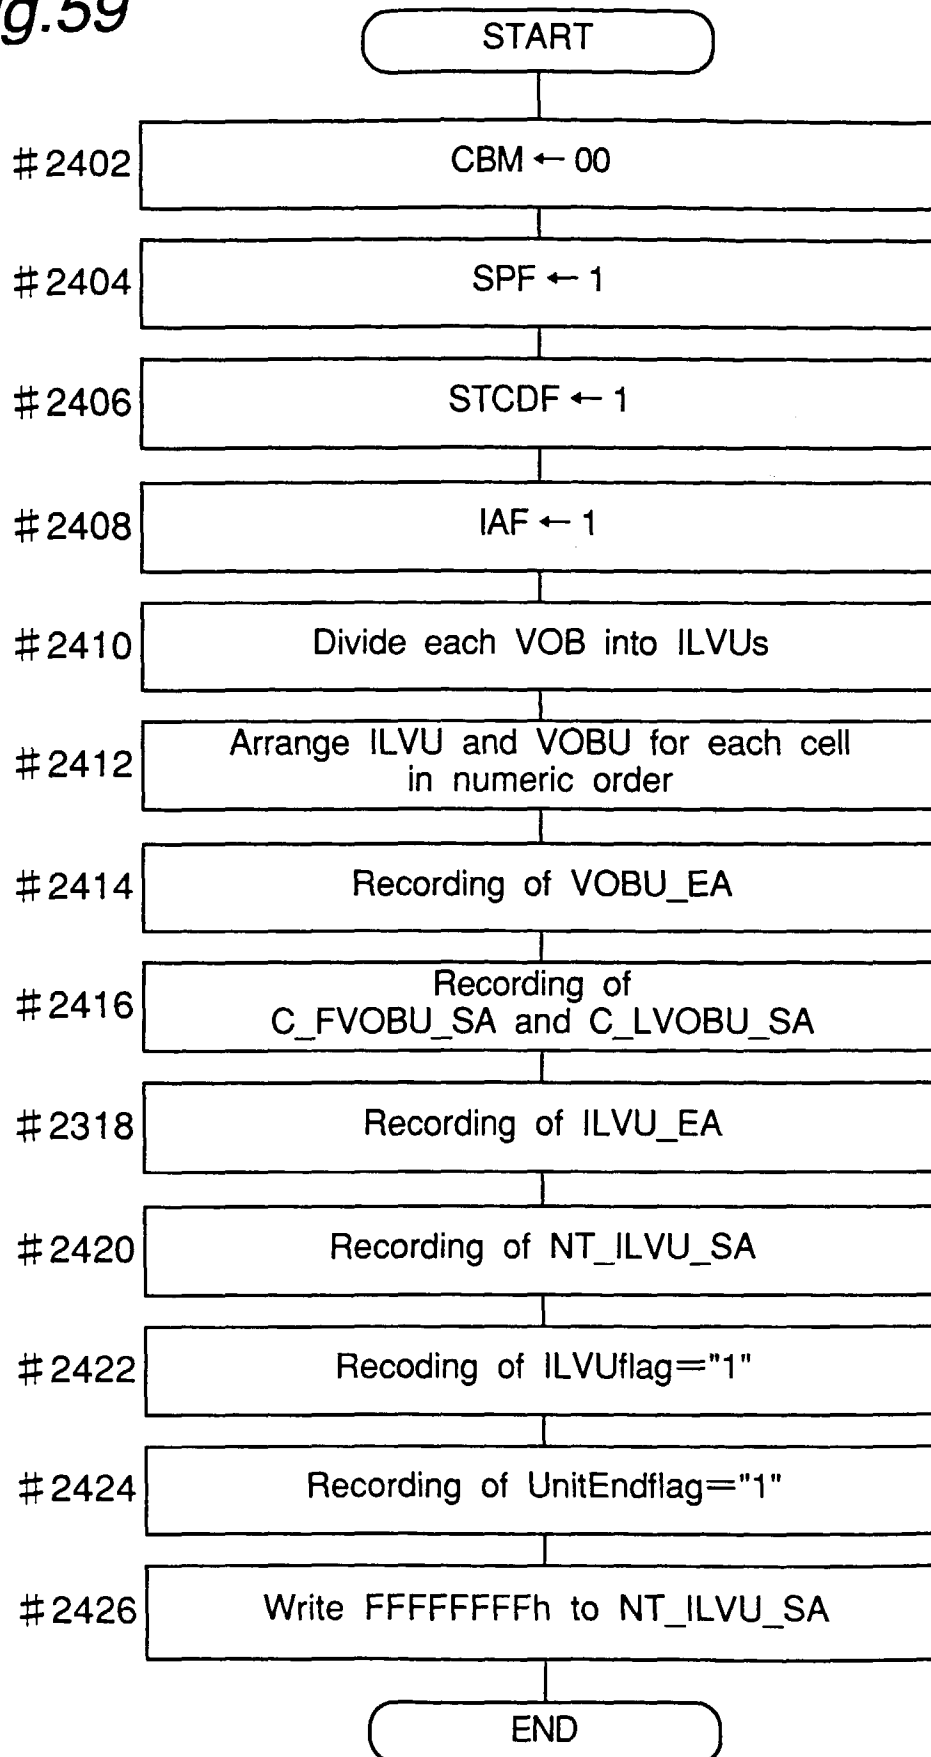 g.59
START
#2402
CBM ← 00
#2404
SPF ← 1
#2406
STCDF ← 1
#2408
IAF ← 1
#2410
Divide each VOB into ILVUs
#2412
Arrange ILVU and VOBU for each cell
in numeric order
#2414
Recording of VOBU_EA
#2416
Recording of
C_FVOBU_SA and C_LVOBU_SA
#2318
Recording of ILVU_EA
#2420
Recording of NT_ILVU_SA
#2422
Recoding of ILVUflag="1"
#2424
Recording of UnitEndflag="1"
#2426
Write FFFFFFFFh to NT_ILVU_SA
END